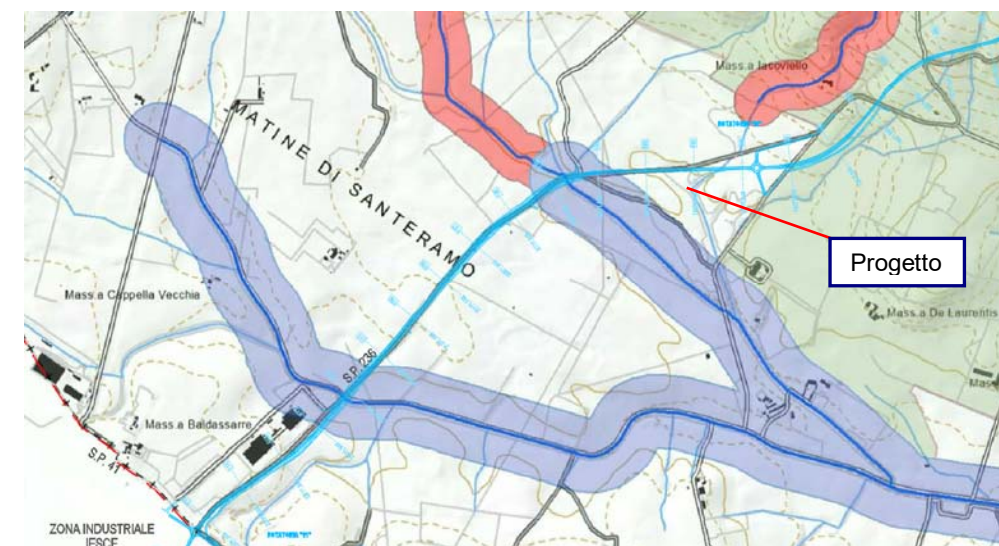 Mass.a Iacoviello
MATINE DI SANTERAMO
Progetto
Mass.a Cappella Vecchia
Mass.a De Laurentis
S.P. 236
Mass.a Baldassarre
S.P. 41
ZONA INDUSTRIALE
IESCE